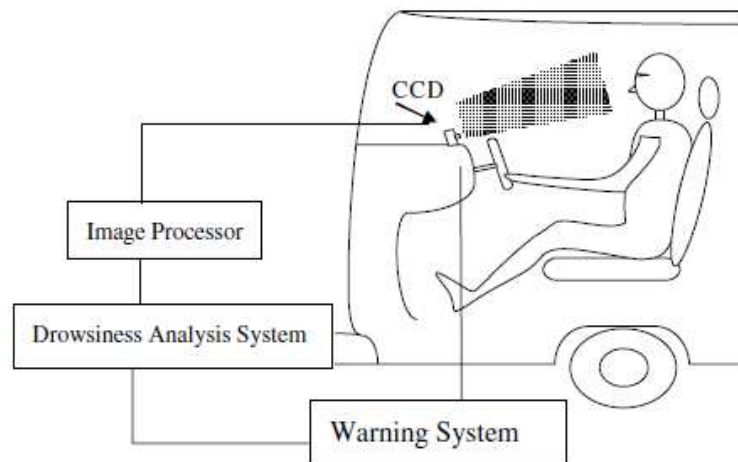 CCD
Image Processor
Drowsiness Analysis System
Warning System